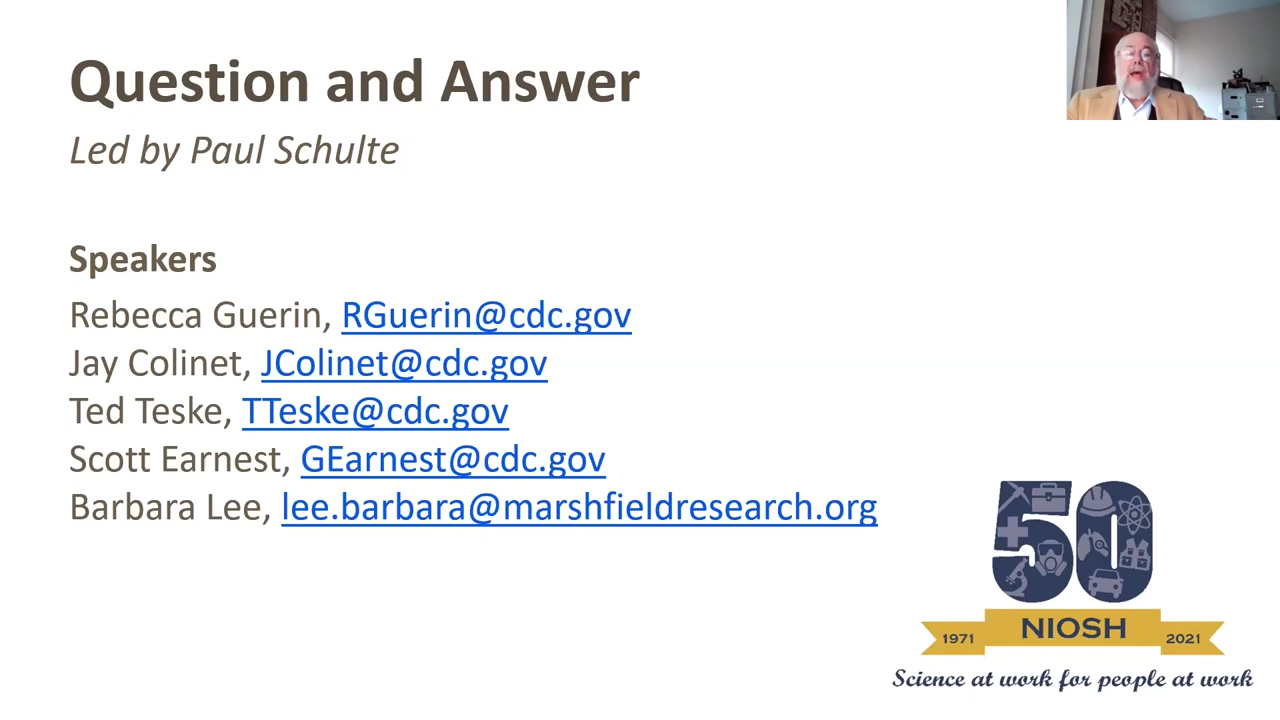 Question and Answer
Led by Paul Schulte
Speakers
Rebecca Guerin, RGuerin@cdc.gov
Jay Colinet, JColinet@cdc.gov
Ted Teske, TTeske@cdc.gov
Scott Earnest, GEarnest@cdc.gov
Barbara Lee, lee.barbara@marshfieldresearch.org
50
1971 NIOSH 2021
Science at work for people at work